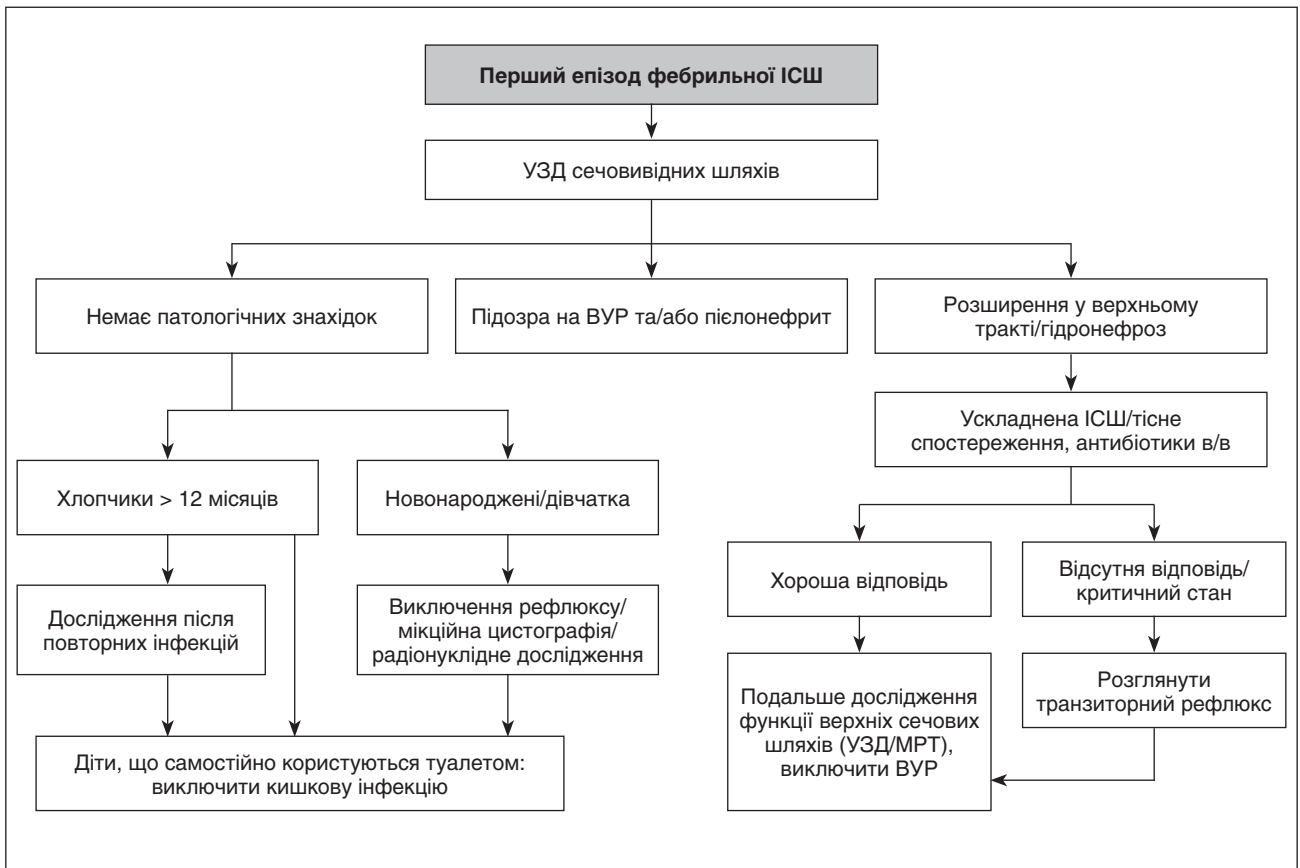 Перший епізод фебрильної ІСШ
УЗД сечовивідних шляхів
Немає патологічних знахідок
Підозра на ВУР та/або пієлонефрит
Розширення у верхньому
тракті/гідронефроз
Ускладнена ІСШ/тісне
спостереження, антибіотики в/в
Хлопчики > 12 місяців
Новонароджені/дівчатка
Хороша відповідь
Відсутня відповідь/
критичний стан
Дослідження після
повторних інфекцій
Виключення рефлюксу/
мікційна цистографія/
радіонуклідне дослідження
Подальше дослідження
функції верхніх сечових
шляхів (УЗД/МРТ),
виключити ВУР
Розглянути
транзиторний рефлюкс
Діти, що самостійно користуються туалетом:
виключити кишкову інфекцію